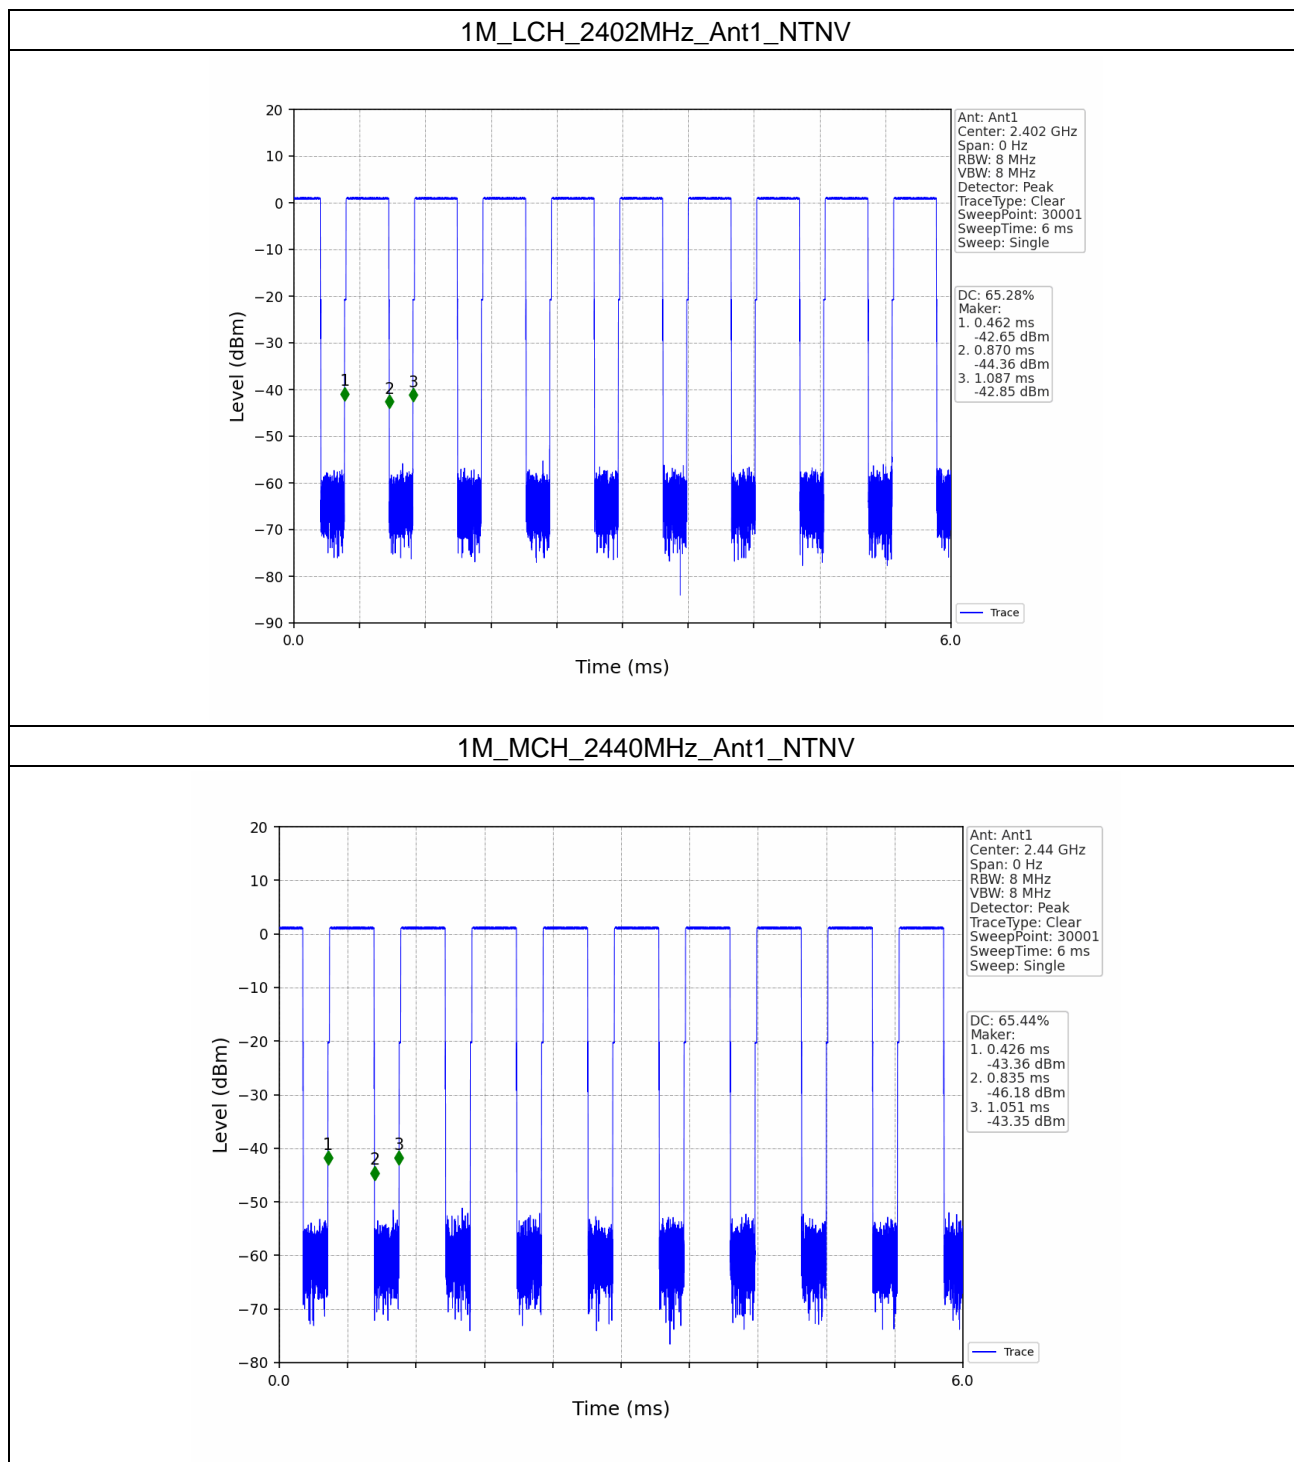 1M_LCH_2402MHz_Ant1_NTNV
20
10
0
−10
−20
−30
−40
−50
−60
−70
−80
−90
Level (dBm)
1
2
3
0.0
6.0
Time (ms)
Ant: Ant1
Center: 2.402 GHz
Span: 0 Hz
RBW: 8 MHz
VBW: 8 MHz
Detector: Peak
TraceType: Clear
SweepPoint: 30001
SweepTime: 6 ms
Sweep: Single
DC: 65.28%
Maker:
1. 0.462 ms
-42.65 dBm
2. 0.870 ms
-44.36 dBm
3. 1.087 ms
-42.85 dBm
Trace
1M_MCH_2440MHz_Ant1_NTNV
20
10
0
−10
−20
−30
−40
−50
−60
−70
−80
Level (dBm)
1
2
3
0.0
6.0
Time (ms)
Ant: Ant1
Center: 2.44 GHz
Span: 0 Hz
RBW: 8 MHz
VBW: 8 MHz
Detector: Peak
TraceType: Clear
SweepPoint: 30001
SweepTime: 6 ms
Sweep: Single
DC: 65.44%
Maker:
1. 0.426 ms
-43.36 dBm
2. 0.835 ms
-46.18 dBm
3. 1.051 ms
-43.35 dBm
Trace